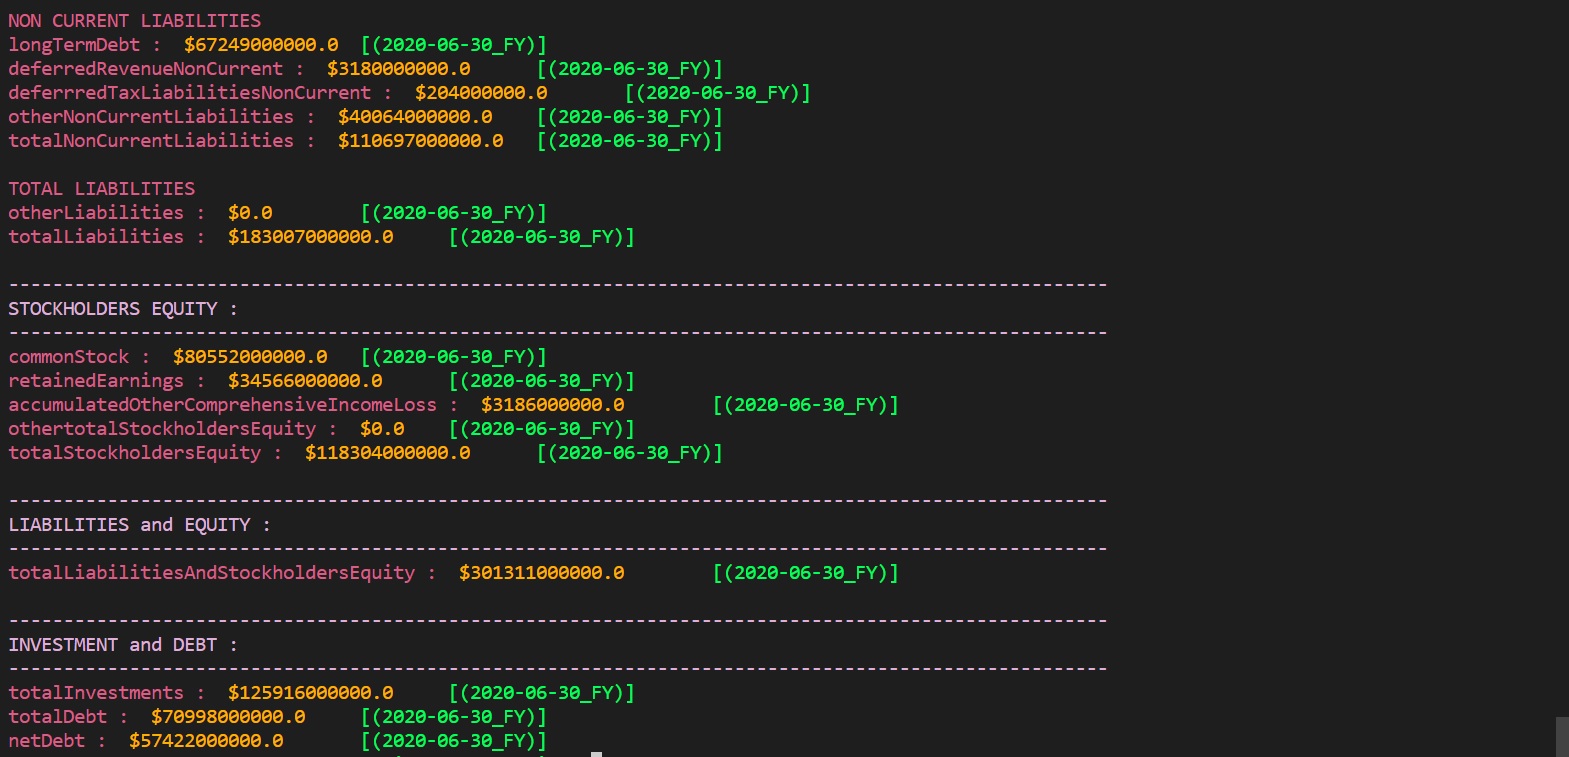 NON CURRENT LIABILITIES
longTermDebt :  $67249000000.0  [(2020-06-30_FY)]
deferredRevenueNonCurrent :  $3180000000.0      [(2020-06-30_FY)]
deferrredTaxLiabilitiesNonCurrent :  $204000000.0       [(2020-06-30_FY)]
otherNonCurrentLiabilities :  $40064000000.0    [(2020-06-30_FY)]
totalNonCurrentLiabilities :  $110697000000.0   [(2020-06-30_FY)]
TOTAL LIABILITIES
otherLiabilities :  $0.0        [(2020-06-30_FY)]
totalLiabilities :  $183007000000.0     [(2020-06-30_FY)]
----------------------------------------------------------------------------------------------------
STOCKHOLDERS EQUITY :
----------------------------------------------------------------------------------------------------
commonStock :  $80552000000.0   [(2020-06-30_FY)]
retainedEarnings :  $34566000000.0      [(2020-06-30_FY)]
accumulatedOtherComprehensiveIncomeLoss :  $3186000000.0        [(2020-06-30_FY)]
othertotalStockholdersEquity :  $0.0    [(2020-06-30_FY)]
totalStockholdersEquity :  $118304000000.0      [(2020-06-30_FY)]
----------------------------------------------------------------------------------------------------
LIABILITIES and EQUITY :
----------------------------------------------------------------------------------------------------
totalLiabilitiesAndStockholdersEquity :  $301311000000.0        [(2020-06-30_FY)]
----------------------------------------------------------------------------------------------------
INVESTMENT and DEBT :
----------------------------------------------------------------------------------------------------
totalInvestments :  $125916000000.0     [(2020-06-30_FY)]
totalDebt :  $70998000000.0     [(2020-06-30_FY)]
netDebt :  $57422000000.0       [(2020-06-30_FY)]